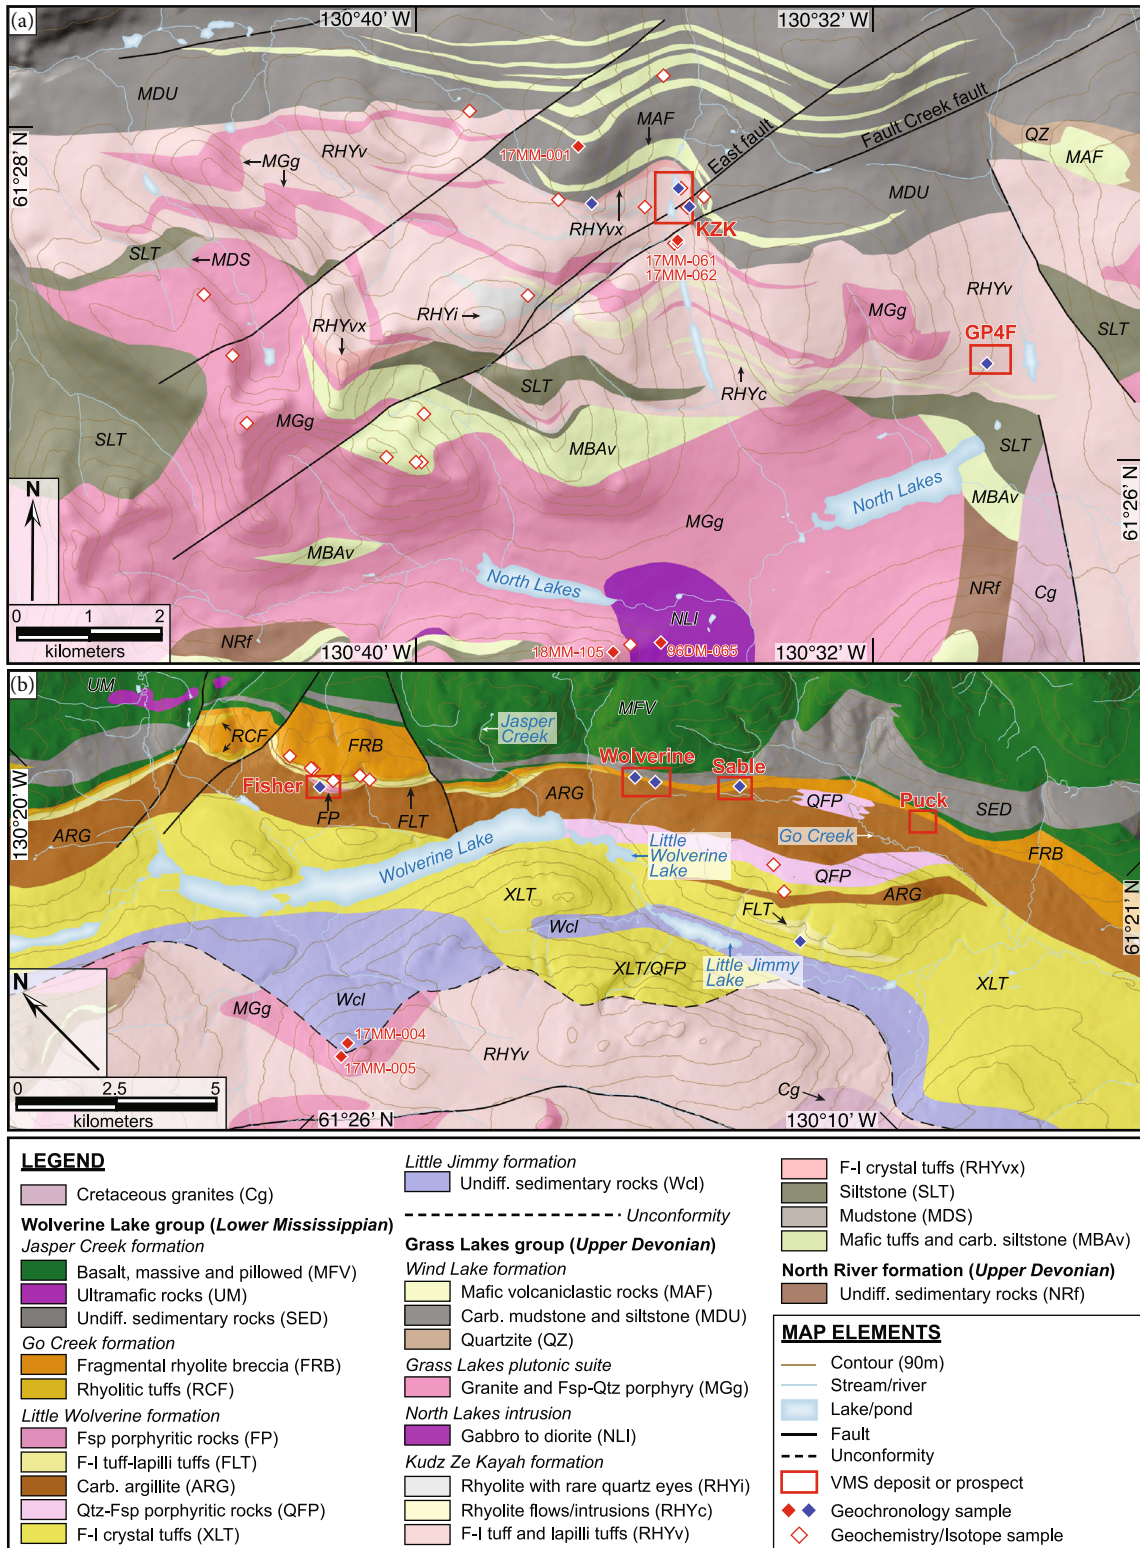 (a)
130°40’ W
130°32’ W
MDU
61°28’ N
MGg
RHYv
17MM-001
MAF
East fault
Fault Creek fault
QZ
MAF
MDU
RHYvx
KZK
17MM-061
17MM-062
SLT
MDS
RHYvx
RHYi
RHYv
MGg
GP4F
SLT
SLT
RHYc
SLT
MGg
MBAv
SLT
MBAv
North Lakes
61°26’ N
MGg
MBAv
North Lakes
NRf
Cg
N
0 1 2
kilometers
NRf
NLI
18MM-105
96DM-065
130°40’ W
130°32’ W
(b)
UM
RCF
FRB
Jasper
Creek
MFV
Fisher
Wolverine
Sable
QFP
Puck
SED
130°20’ W
ARG
FP
FLT
ARG
Go Creek
FRB
Wolverine Lake
Little
Wolverine
Lake
QFP
ARG
61°21’ N
XLT
FLT
Wcl
XLT/QFP
Little Jimmy
Lake
XLT
N
MGg
Wcl
17MM-004
17MM-005
RHYv
Cg
0 2.5 5
kilometers
61°26’ N
130°10’ W
LEGEND
Cretaceous granites (Cg)
Wolverine Lake group (Lower Mississippian)
Jasper Creek formation
Basalt, massive and pillowed (MFV)
Ultramafic rocks (UM)
Undiff. sedimentary rocks (SED)
Go Creek formation
Fragmental rhyolite breccia (FRB)
Rhyolitic tuffs (RCF)
Little Wolverine formation
Fsp porphyritic rocks (FP)
F-I tuff-lapilli tuffs (FLT)
Carb. argillite (ARG)
Qtz-Fsp porphyritic rocks (QFP)
F-I crystal tuffs (XLT)
Little Jimmy formation
Undiff. sedimentary rocks (Wcl)
Unconformity
Grass Lakes group (Upper Devonian)
Wind Lake formation
Mafic volcaniclastic rocks (MAF)
Carb. mudstone and siltstone (MDU)
Quartzite (QZ)
Grass Lakes plutonic suite
Granite and Fsp-Qtz porphyry (MGg)
North Lakes intrusion
Gabbro to diorite (NLI)
Kudz Ze Kayah formation
Rhyolite with rare quartz eyes (RHYi)
Rhyolite flows/intrusions (RHYc)
F-I tuff and lapilli tuffs (RHYv)
F-I crystal tuffs (RHYvx)
Siltstone (SLT)
Mudstone (MDS)
Mafic tuffs and carb. siltstone (MBAv)
North River formation (Upper Devonian)
Undiff. sedimentary rocks (NRf)
MAP ELEMENTS
Contour (90m)
Stream/river
Lake/pond
Fault
Unconformity
VMS deposit or prospect
Geochronology sample
Geochemistry/Isotope sample